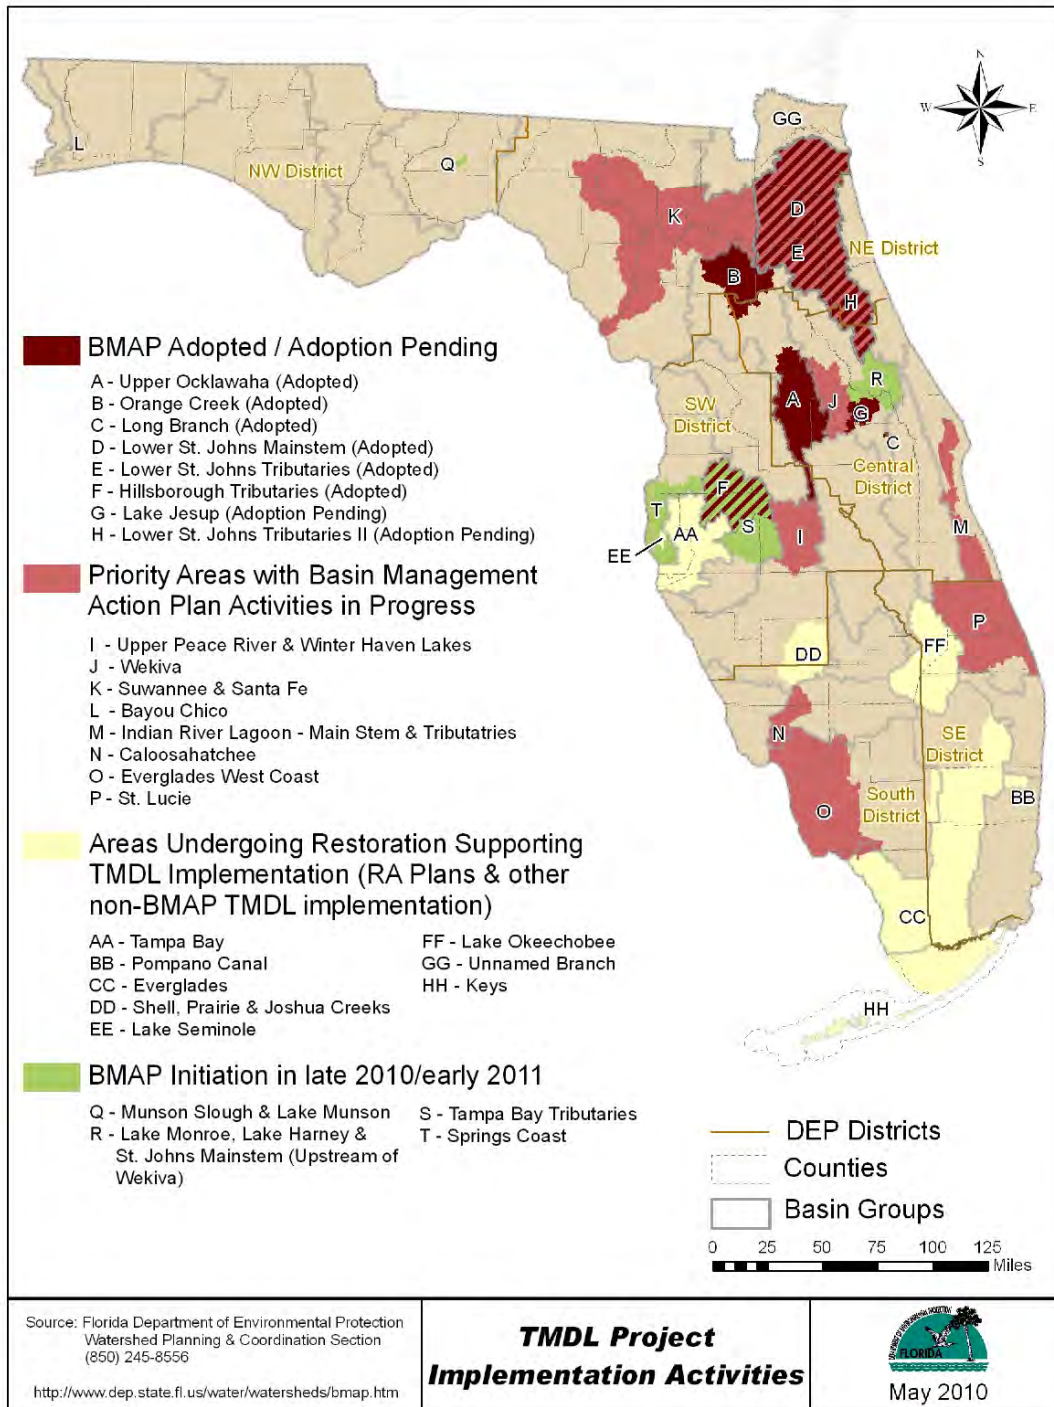 N
W
E
S
GG
L
Q
NW District
K
D
E
NE District
B
H
R
A
J
G
SW
District
C
Central
District
F
T
S
AA
I
EE
M
P
DD
FF
N
SE
District
South
District
BB
O
CC
HH
BMAP Adopted / Adoption Pending
A - Upper Ocklawaha (Adopted)
B - Orange Creek (Adopted)
C - Long Branch (Adopted)
D - Lower St. Johns Mainstem (Adopted)
E - Lower St. Johns Tributaries (Adopted)
F - Hillsborough Tributaries (Adopted)
G - Lake Jesup (Adoption Pending)
H - Lower St. Johns Tributaries II (Adoption Pending)
Priority Areas with Basin Management
Action Plan Activities in Progress
I - Upper Peace River & Winter Haven Lakes
J - Wekiva
K - Suwannee & Santa Fe
L - Bayou Chico
M - Indian River Lagoon - Main Stem & Tributatries
N - Caloosahatchee
O - Everglades West Coast
P - St. Lucie
Areas Undergoing Restoration Supporting
TMDL Implementation (RA Plans & other
non-BMAP TMDL implementation)
AA - Tampa Bay
BB - Pompano Canal
CC - Everglades
DD - Shell, Prairie & Joshua Creeks
EE - Lake Seminole
FF - Lake Okeechobee
GG - Unnamed Branch
HH - Keys
BMAP Initiation in late 2010/early 2011
Q - Munson Slough & Lake Munson
R - Lake Monroe, Lake Harney &
St. Johns Mainstem (Upstream of
Wekiva)
S - Tampa Bay Tributaries
T - Springs Coast
DEP Districts
Counties
Basin Groups
0 25 50 75 100 125
Miles
Source: Florida Department of Environmental Protection
Watershed Planning & Coordination Section
(850) 245-8556
http://www.dep.state.fl.us/water/watersheds/bmap.htm
TMDL Project
Implementation Activities
FLORIDA
May 2010